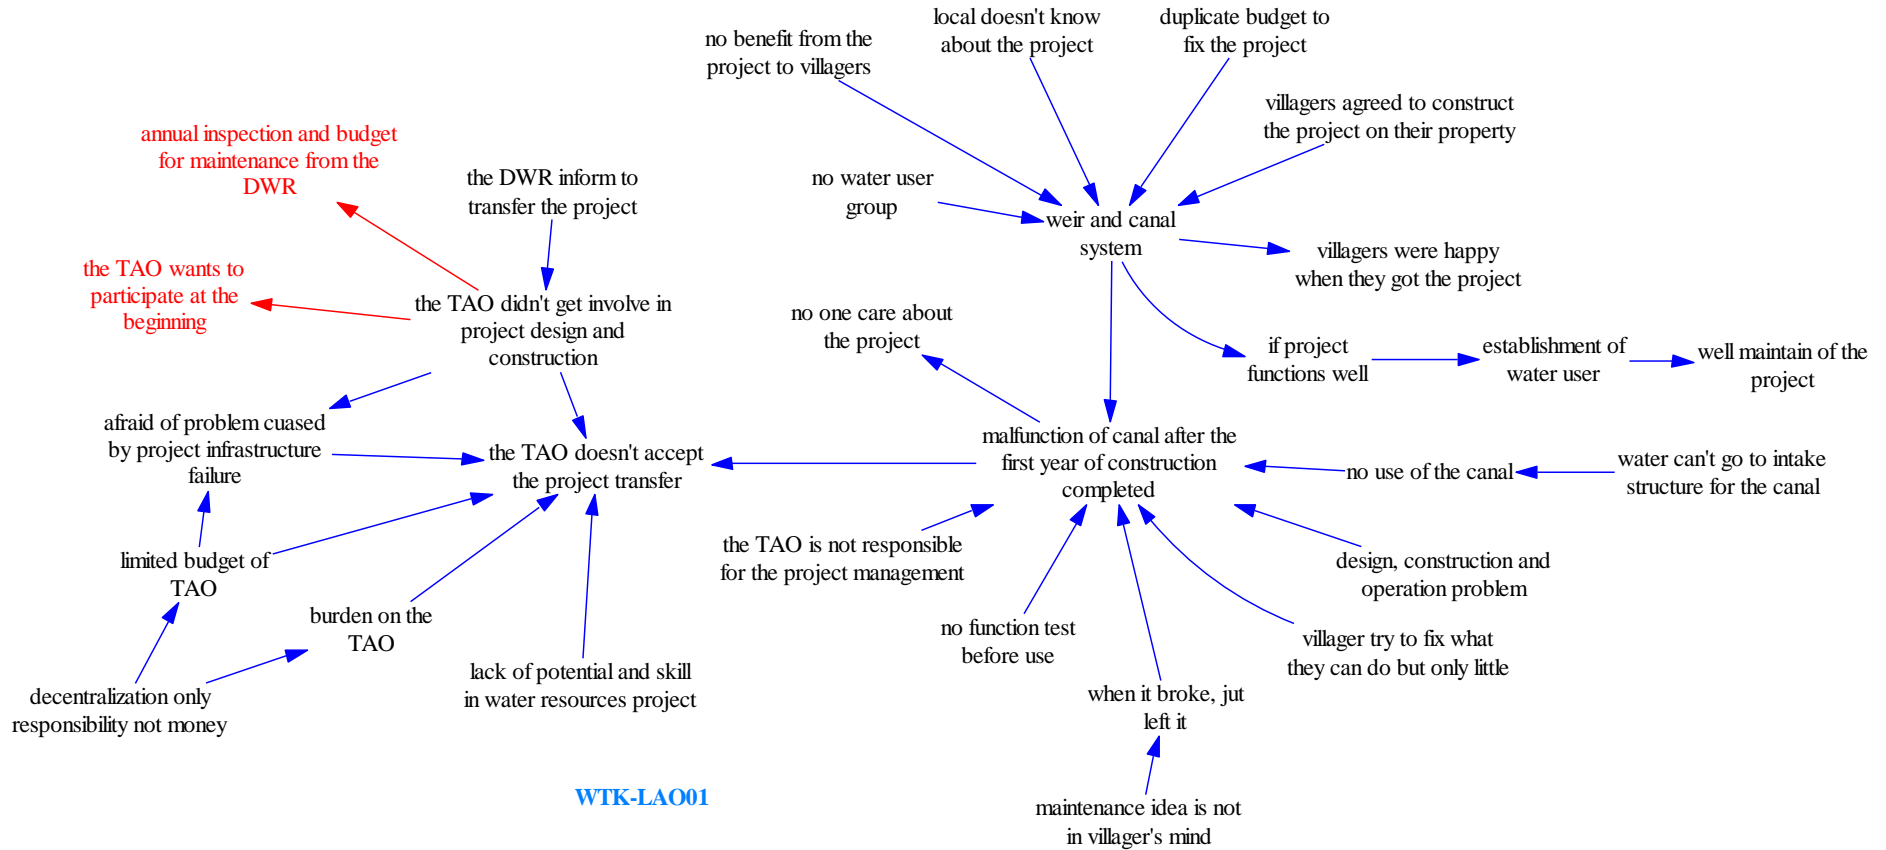 local doesn't know
about the project
duplicate budget to
fix the project
no benefit from the
project to villagers
villagers agreed to construct
the project on their property
annual inspection and budget
for maintenance from the
DWR
the DWR inform to
transfer the project
no water user
group
weir and canal
system
villagers were happy
when they got the project
the TAO wants to
participate at the
beginning
the TAO didn't get involve in
project design and
construction
no one care about
the project
if project
functions well
establishment of
water user
well maintain of the
project
afraid of problem cuased
by project infrastructure
failure
the TAO doesn't accept
the project transfer
malfunction of canal after the
first year of construction
completed
no use of the canal
water can't go to intake
structure for the canal
limited budget of
TAO
the TAO is not responsible
for the project management
design, construction and
operation problem
burden on the
TAO
no function test
before use
villager try to fix what
they can do but only little
decentralization only
responsibility not money
lack of potential and skill
in water resources project
when it broke, jut
left it
WTK-LAO01
maintenance idea is not
in villager's mind